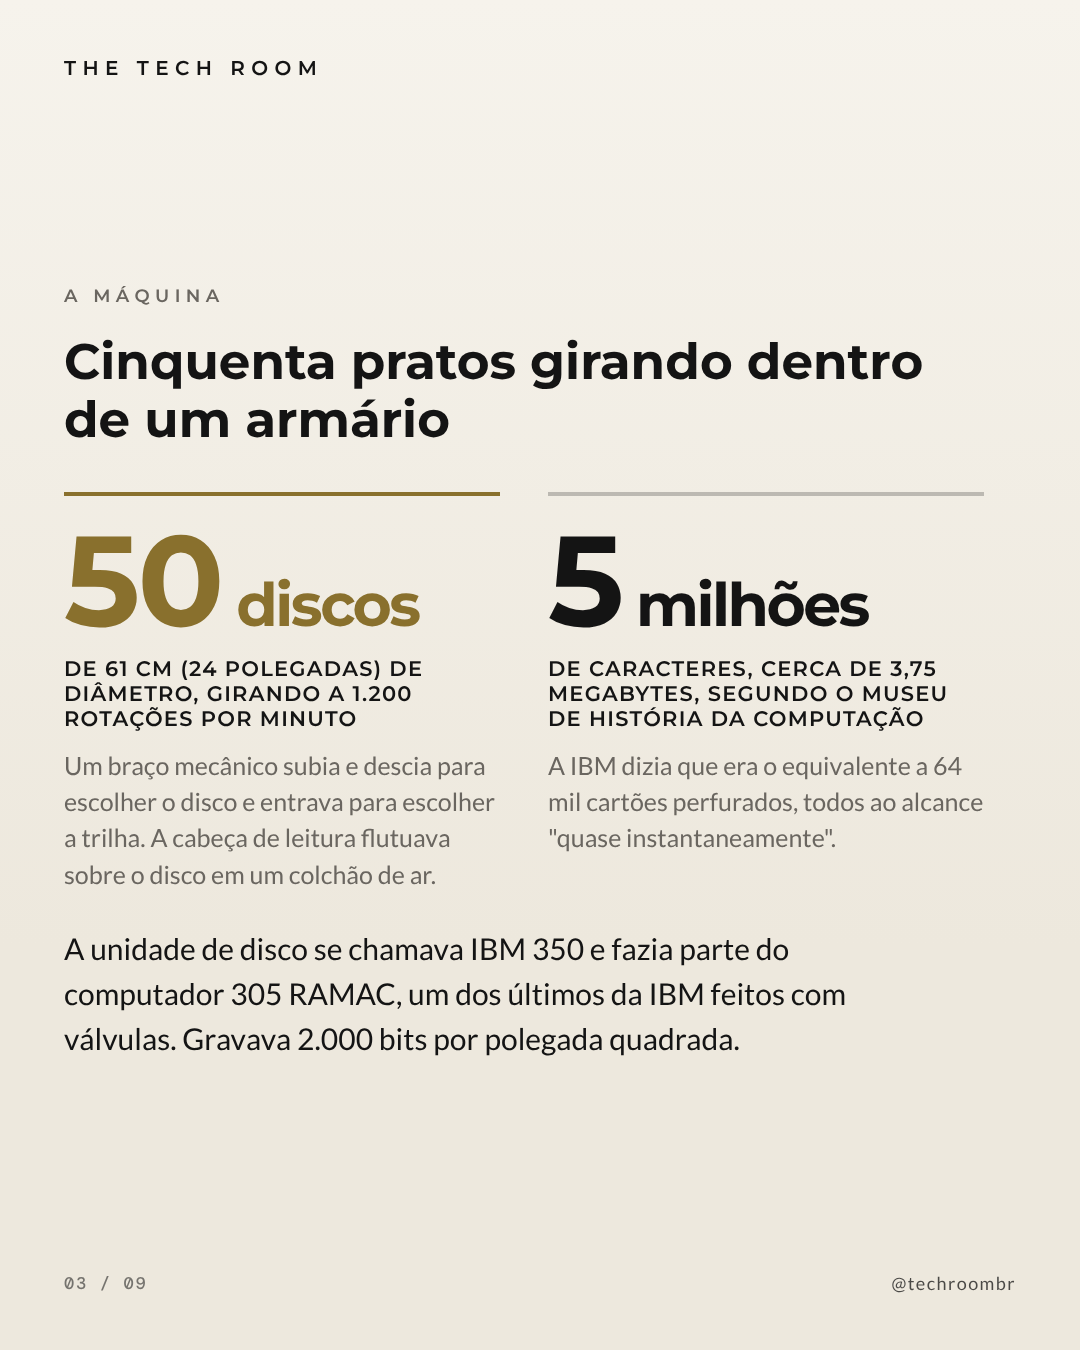 THE TECH ROOM
A MÁQUINA
Cinquenta pratos girando dentro
de um armário
50 discos
DE 61 CM (24 POLEGADAS) DE
DIÂMETRO, GIRANDO A 1.200
ROTAÇÕES POR MINUTO
Um braço mecânico subia e descia para
escolher o disco e entrava para escolher
a trilha. A cabeça de leitura flutuava
sobre o disco em um colchão de ar.
5 milhões
DE CARACTERES, CERCA DE 3,75
MEGABYTES, SEGUNDO O MUSEU
DE HISTÓRIA DA COMPUTAÇÃO
A IBM dizia que era o equivalente a 64
mil cartões perfurados, todos ao alcance
"quase instantaneamente".
A unidade de disco se chamava IBM 350 e fazia parte do
computador 305 RAMAC, um dos últimos da IBM feitos com
válvulas. Gravava 2.000 bits por polegada quadrada.
03 / 09
@techroombr